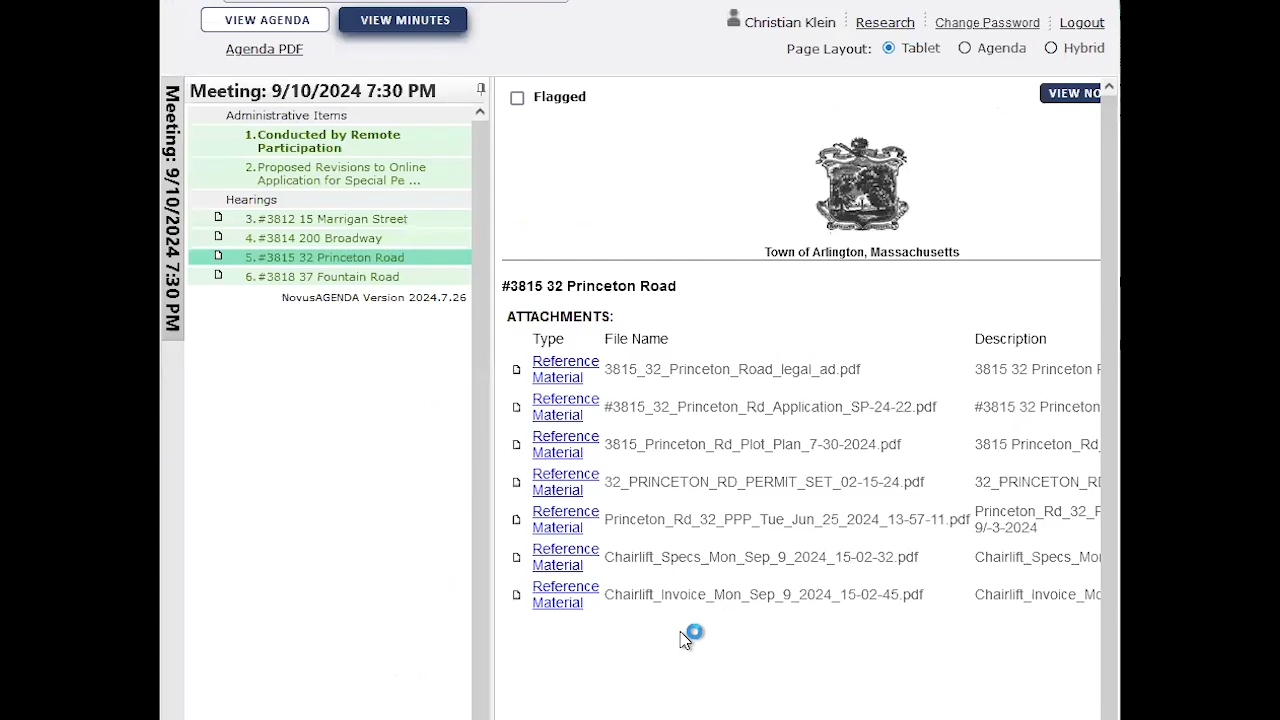 VIEW AGENDA
VIEW MINUTES
Christian Klein
Research
Change Password
Logout
Agenda PDF
Page Layout:
Tablet
Agenda
Hybrid
Meeting: 9/10/2024 7:30 PM
Meeting: 9/10/2024 7:30 PM
Administrative Items
1.Conducted by Remote
Participation
2.Proposed Revisions to Online
Application for Special Pe ...
Hearings
3.#3812 15 Marrigan Street
4.#3814 200 Broadway
5.#3815 32 Princeton Road
6.#3818 37 Fountain Road
NovusAGENDA Version 2024.7.26
Flagged
VIEW NO
Town of Arlington, Massachusetts
#3815 32 Princeton Road
ATTACHMENTS:
Type File Name Description
Reference
Material 3815_32_Princeton_Road_legal_ad.pdf 3815 32 Princeton
Reference
Material #3815_32_Princeton_Rd_Application_SP-24-22.pdf #3815 32 Princeton
Reference
Material 3815_Princeton_Rd_Plot_Plan_7-30-2024.pdf 3815 Princeton_Rd_
Reference
Material 32_PRINCETON_RD_PERMIT_SET_02-15-24.pdf 32_PRINCETON_RD
Reference
Material Princeton_Rd_32_PPP_Tue_Jun_25_2024_13-57-11.pdf Princeton_Rd_32_P
9/-3-2024
Reference
Material Chairlift_Specs_Mon_Sep_9_2024_15-02-32.pdf Chairlift_Specs_Mo
Reference
Material Chairlift_Invoice_Mon_Sep_9_2024_15-02-45.pdf Chairlift_Invoice_Mo